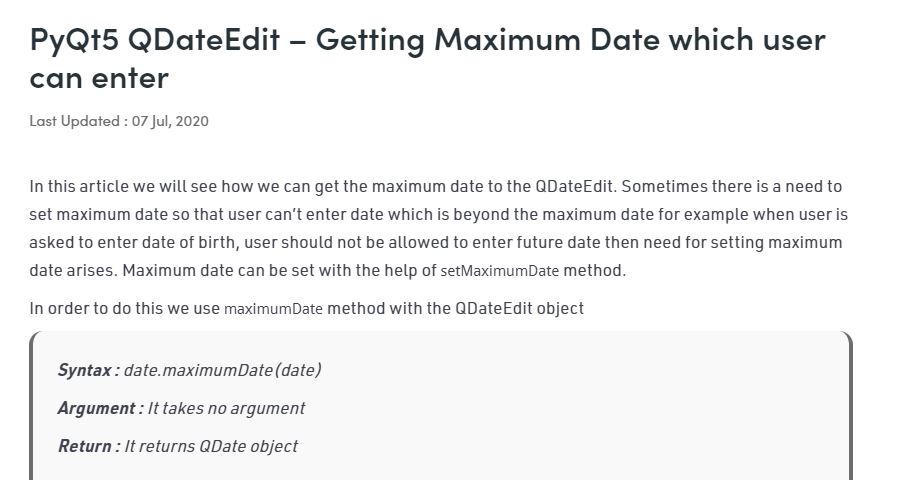 PyQt5 QDateEdit – Getting Maximum Date which user
can enter
Last Updated : 07 Jul, 2020
In this article we will see how we can get the maximum date to the QDateEdit. Sometimes there is a need to
set maximum date so that user can’t enter date which is beyond the maximum date for example when user is
asked to enter date of birth, user should not be allowed to enter future date then need for setting maximum
date arises. Maximum date can be set with the help of setMaximumDate method.
In order to do this we use maximumDate method with the QDateEdit object
Syntax : date.maximumDate(date)
Argument : It takes no argument
Return : It returns QDate object